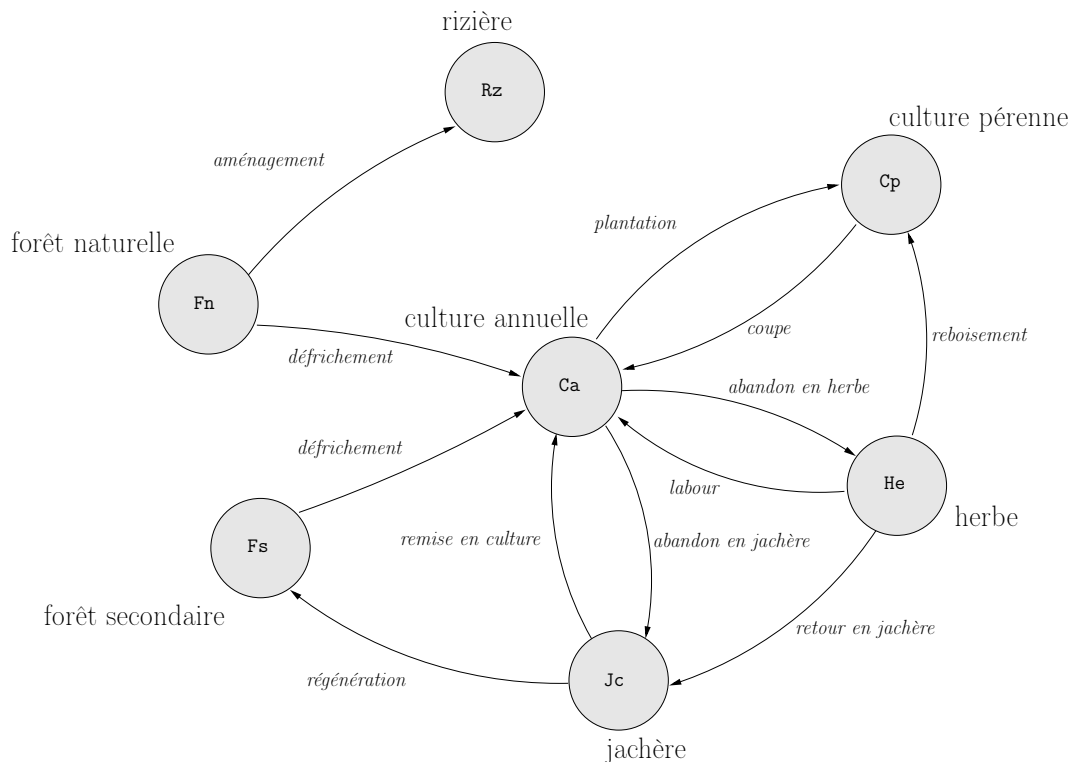 rizière
Rz
culture pérenne
aménagement
Cp
plantation
forêt naturelle
Fn
culture annuelle
coupe
reboisement
défrichement
Ca
abandon en herbe
défrichement
labour
He
herbe
remise en culture
abandon en jachère
Fs
forêt secondaire
retour en jachère
régénération
Jc
jachère